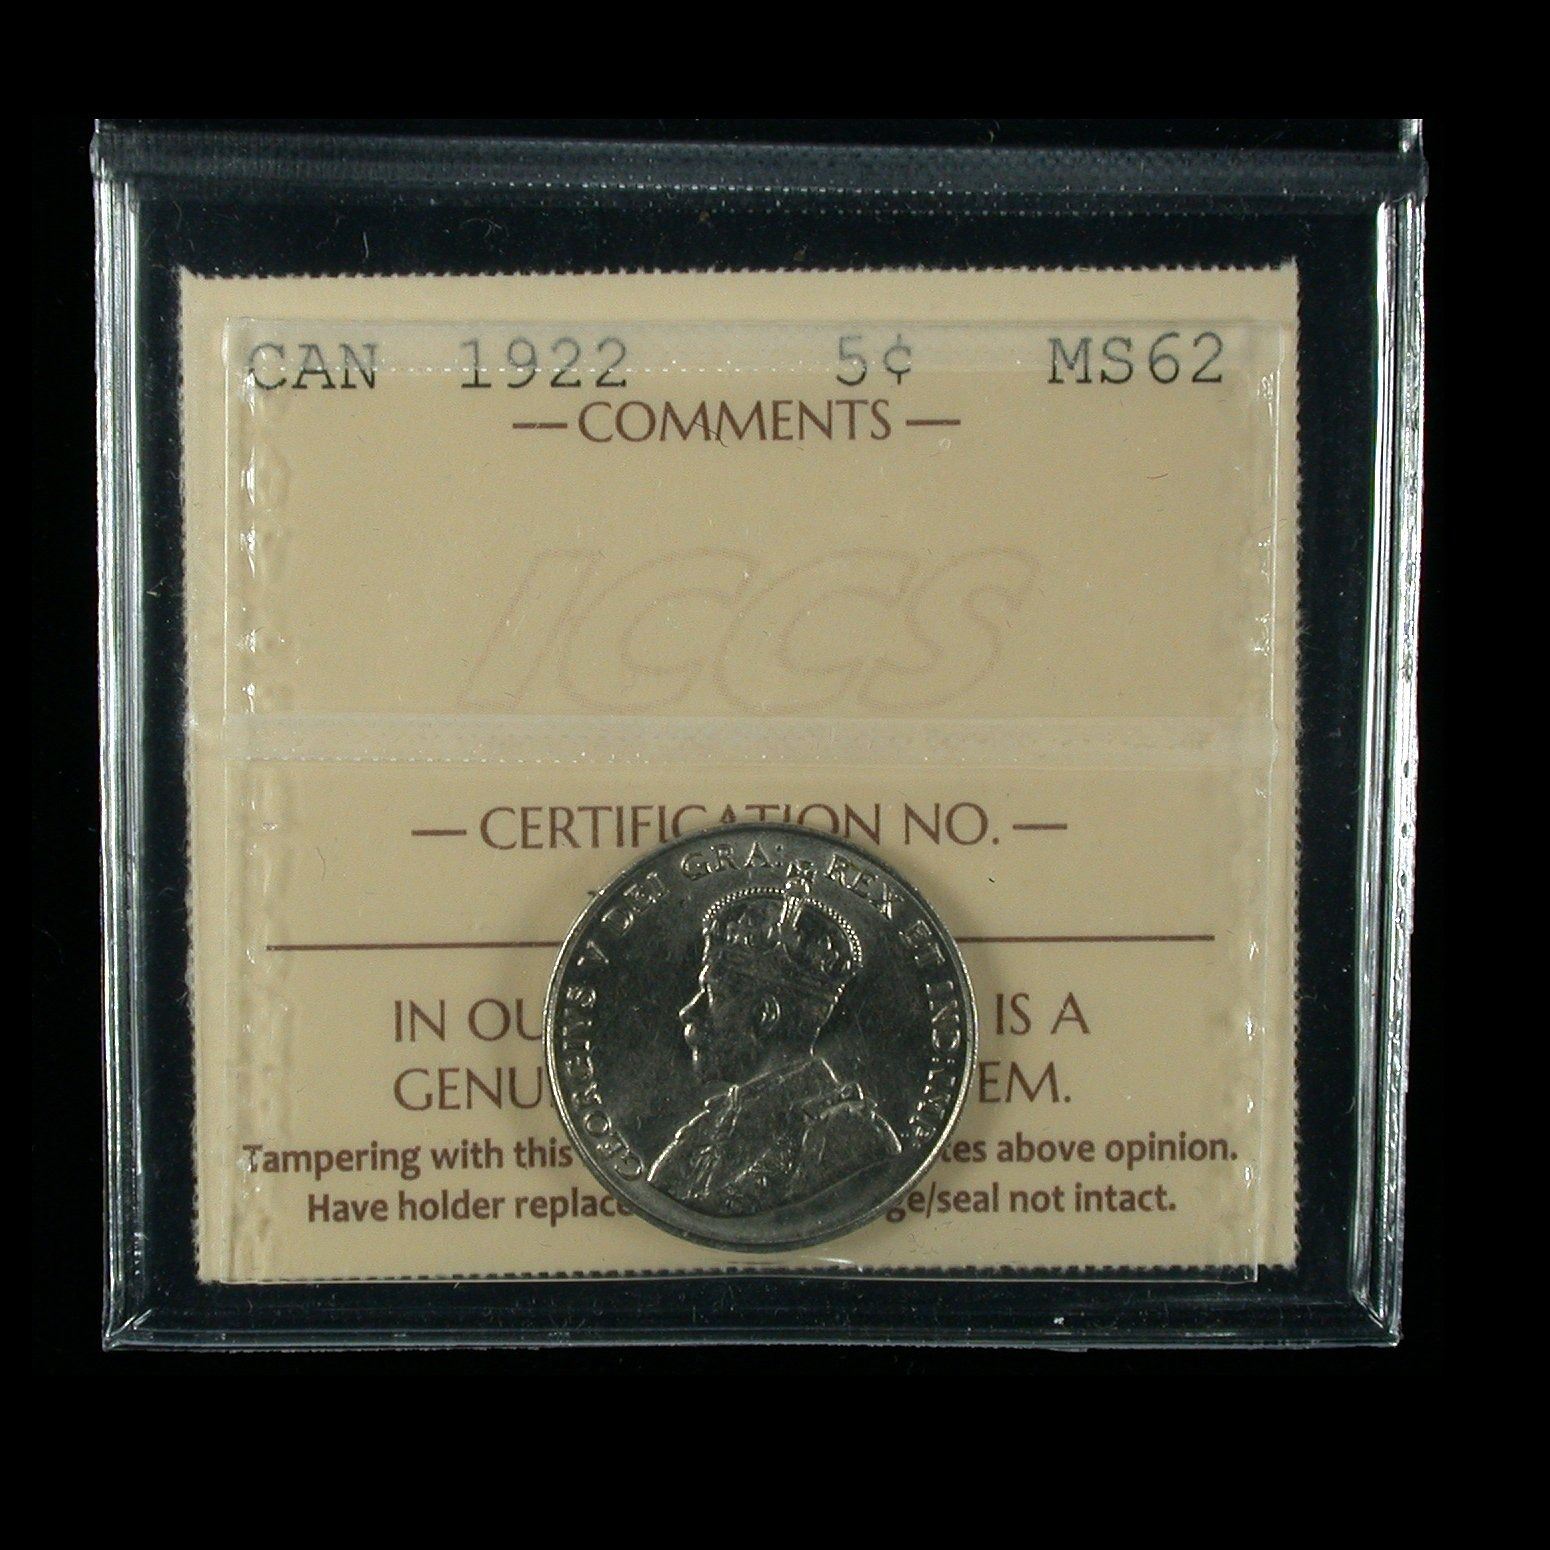 CAN 1922 5¢ MS62
— COMMENTS —
ICCS
— CERTIFICATION NO. —
GEORGIVS V DEI GRA: REX ET IND: IMP:
IN OU IS A
GENU EM.
Tampering with this tes above opinion.
Have holder replace ge/seal not intact.